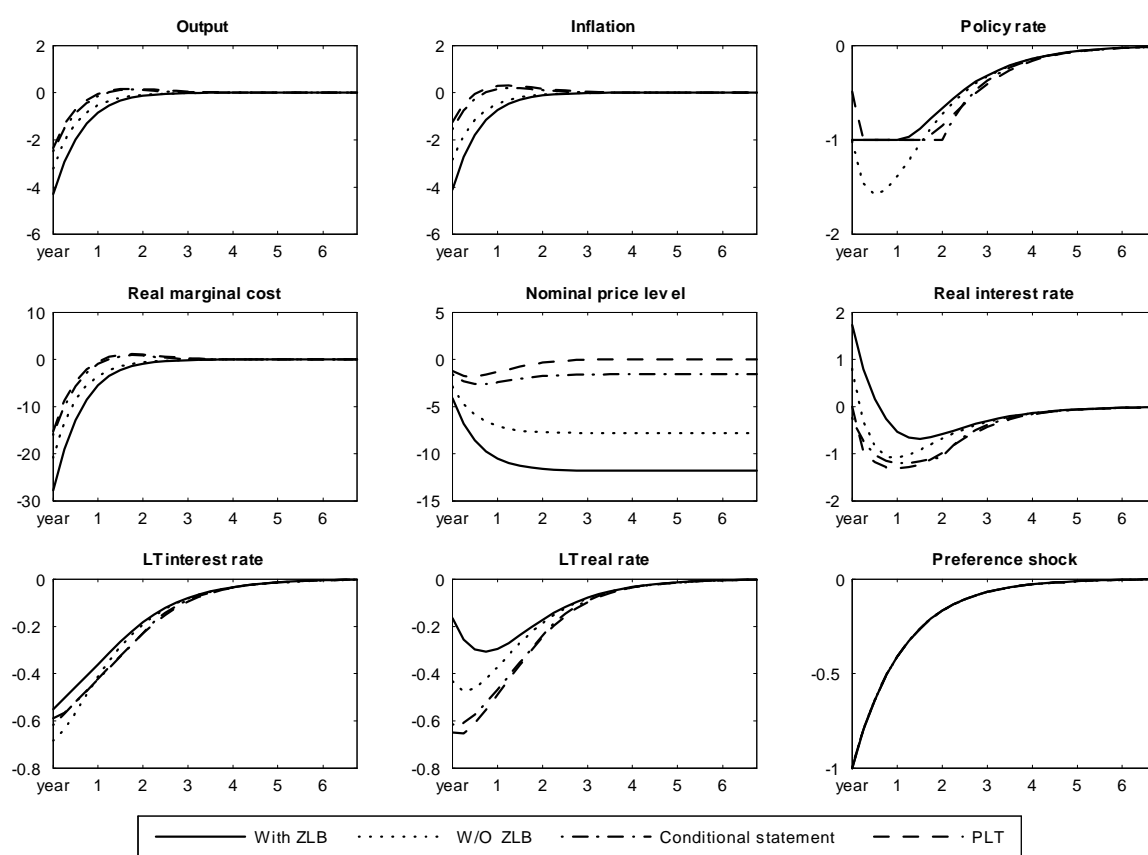 Output
Inflation
Policy rate
2
0
-2
-4
-6
year 1 2 3 4 5 6
2
0
-2
-4
-6
year 1 2 3 4 5 6
0
-1
-2
year 1 2 3 4 5 6
Real marginal cost
Nominal price level
Real interest rate
10
0
-10
-20
-30
year 1 2 3 4 5 6
5
0
-5
-10
-15
year 1 2 3 4 5 6
2
1
0
-1
-2
year 1 2 3 4 5 6
LT interest rate
LT real rate
Preference shock
0
-0.2
-0.4
-0.6
-0.8
year 1 2 3 4 5 6
0
-0.2
-0.4
-0.6
-0.8
year 1 2 3 4 5 6
0
-0.5
-1
year 1 2 3 4 5 6
With ZLB W/O ZLB Conditional statement PLT